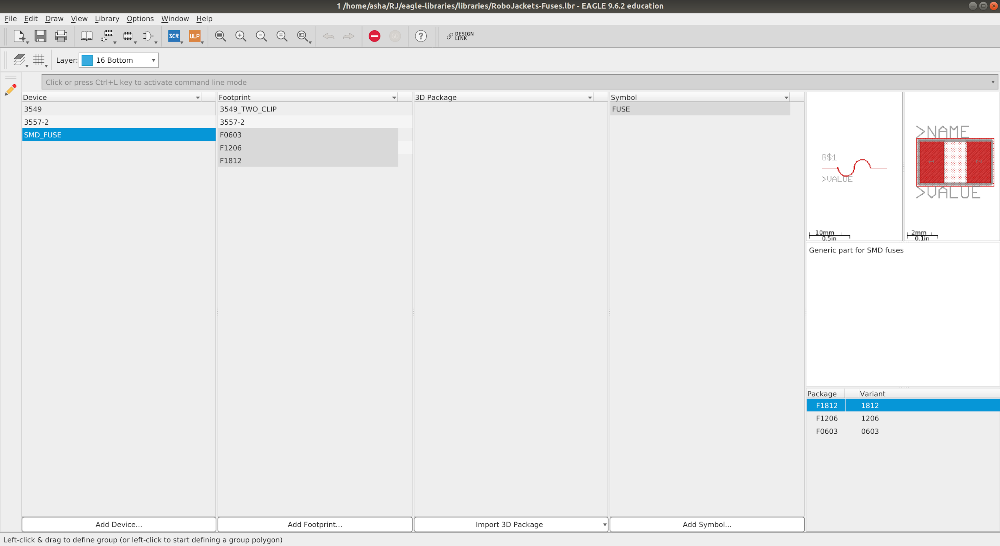 1 /home/asha/RJ/eagle-libraries/libraries/RoboJackets-Fuses.lbr - EAGLE 9.6.2 education
File Edit Draw View Library Options Window Help
SCR ULP GO ? DESIGN LINK
Layer: 16 Bottom
Click or press Ctrl+L key to activate command line mode
Device Footprint 3D Package Symbol
3549 3549_TWO_CLIP FUSE
3557-2 3557-2
SMD_FUSE F0603
F1206
F1812
G$1
>VALUE
10mm
0.5in
>NAME
1 2
>VALUE
2mm
0.1in
Generic part for SMD fuses
Package Variant
F1812 1812
F1206 1206
F0603 0603
Add Device... Add Footprint... Import 3D Package Add Symbol...
Left-click & drag to define group (or left-click to start defining a group polygon)